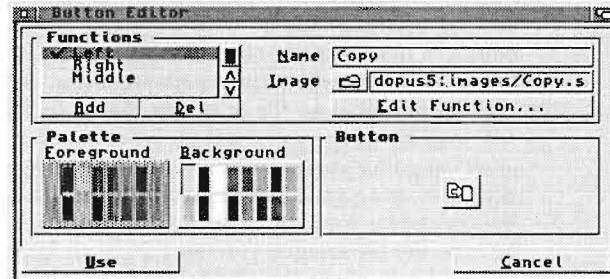 Button Editor
Functions
Left
Right
Middle
Add Del
Name Copy
Image dopus5:images/Copy.s
Edit Function...
Palette
Foreground Background
Button
Use Cancel